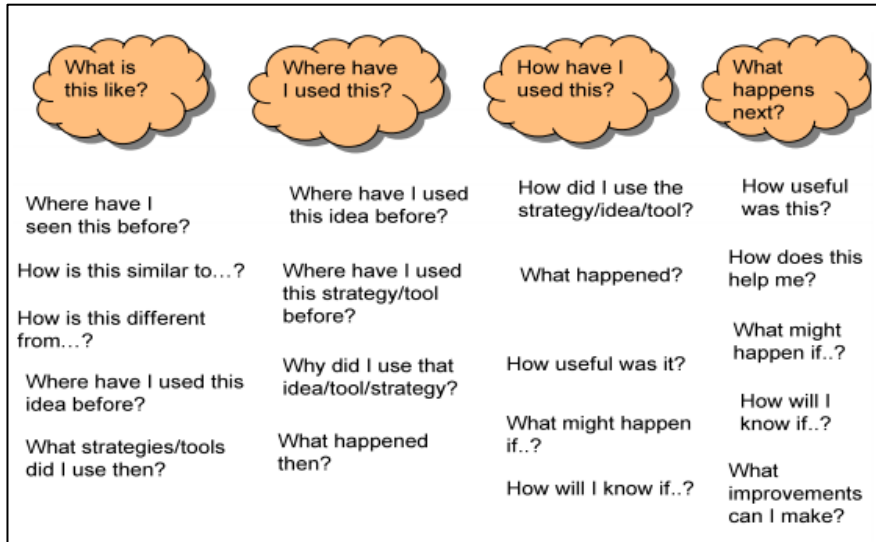 What is
this like?
Where have I
seen this before?
How is this similar to…?
How is this different
from…?
Where have I used this
idea before?
What strategies/tools
did I use then?
Where have
I used this?
Where have I used
this idea before?
Where have I used
this strategy/tool
before?
Why did I use that
idea/tool/strategy?
What happened
then?
How have I
used this?
How did I use the
strategy/idea/tool?
What happened?
How useful was it?
What might happen
if..?
How will I know if..?
What
happens
next?
How useful
was this?
How does this
help me?
What might
happen if..?
How will I
know if..?
What
improvements
can I make?